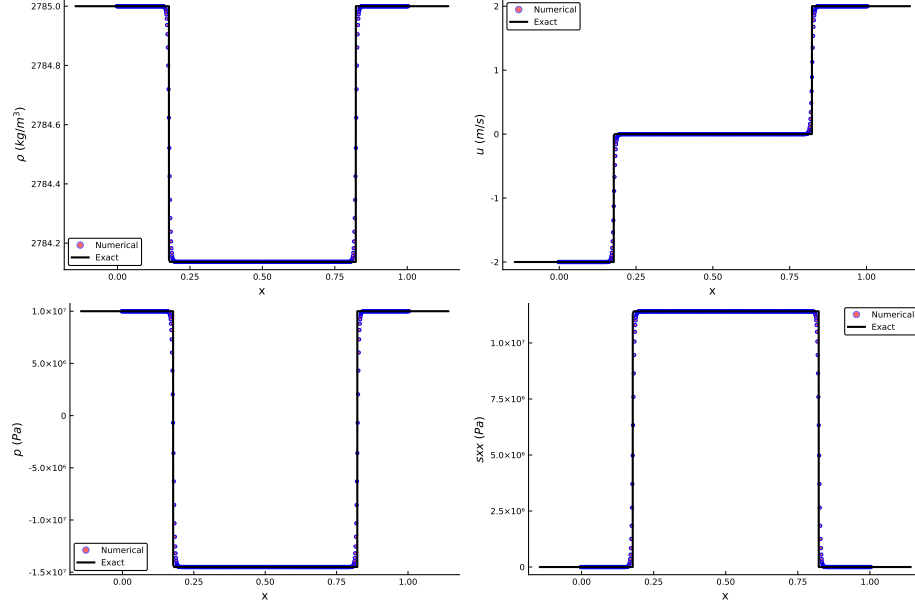 2785.0
2784.8
2784.6
2784.4
2784.2
ρ (kg/m³)
0.00 0.25 0.50 0.75 1.00
x
Numerical
Exact
2
1
0
-1
-2
u (m/s)
0.00 0.25 0.50 0.75 1.00
x
Numerical
Exact
1.0×10⁷
5.0×10⁶
0
-5.0×10⁶
-1.0×10⁷
-1.5×10⁷
p (Pa)
0.00 0.25 0.50 0.75 1.00
x
Numerical
Exact
1.0×10⁷
7.5×10⁶
5.0×10⁶
2.5×10⁶
0
sxx (Pa)
0.00 0.25 0.50 0.75 1.00
x
Numerical
Exact